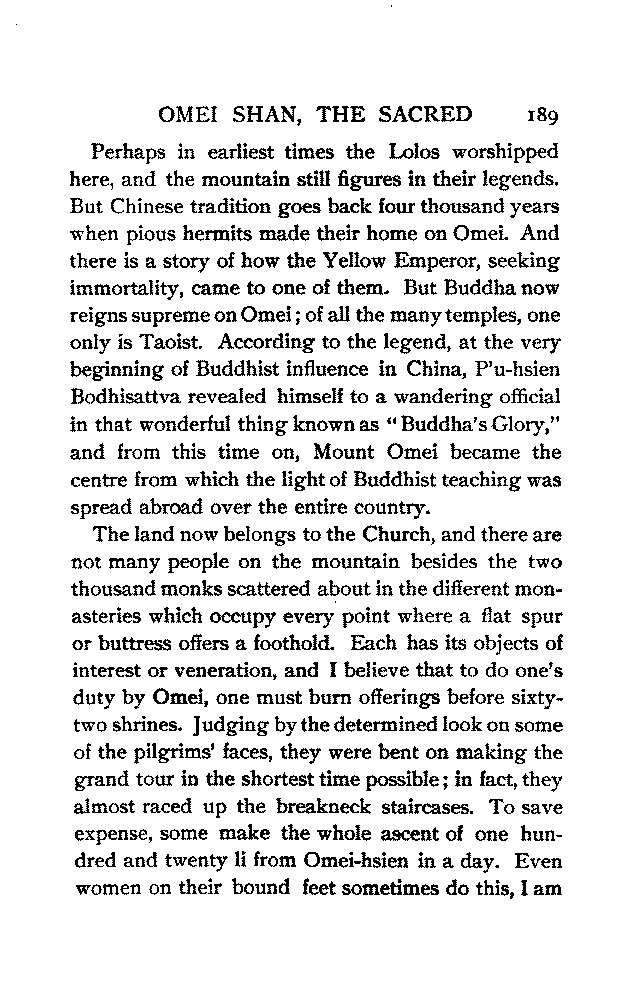 OMEI SHAN, THE SACRED 189
Perhaps in earliest times the Lolos worshipped
here, and the mountain still figures in their legends.
But Chinese tradition goes back four thousand years
when pious hermits made their home on Omei. And
there is a story of how the Yellow Emperor, seeking
immortality, came to one of them. But Buddha now
reigns supreme on Omei; of all the many temples, one
only is Taoist. According to the legend, at the very
beginning of Buddhist influence in China, P'u-hsien
Bodhisattva revealed himself to a wandering official
in that wonderful thing known as "Buddha's Glory,"
and from this time on, Mount Omei became the
centre from which the light of Buddhist teaching was
spread abroad over the entire country.
The land now belongs to the Church, and there are
not many people on the mountain besides the two
thousand monks scattered about in the different mon-
asteries which occupy every point where a flat spur
or buttress offers a foothold. Each has its objects of
interest or veneration, and I believe that to do one's
duty by Omei, one must burn offerings before sixty-
two shrines. Judging by the determined look on some
of the pilgrims' faces, they were bent on making the
grand tour in the shortest time possible; in fact, they
almost raced up the breakneck staircases. To save
expense, some make the whole ascent of one hun-
dred and twenty li from Omei-hsien in a day. Even
women on their bound feet sometimes do this, I am